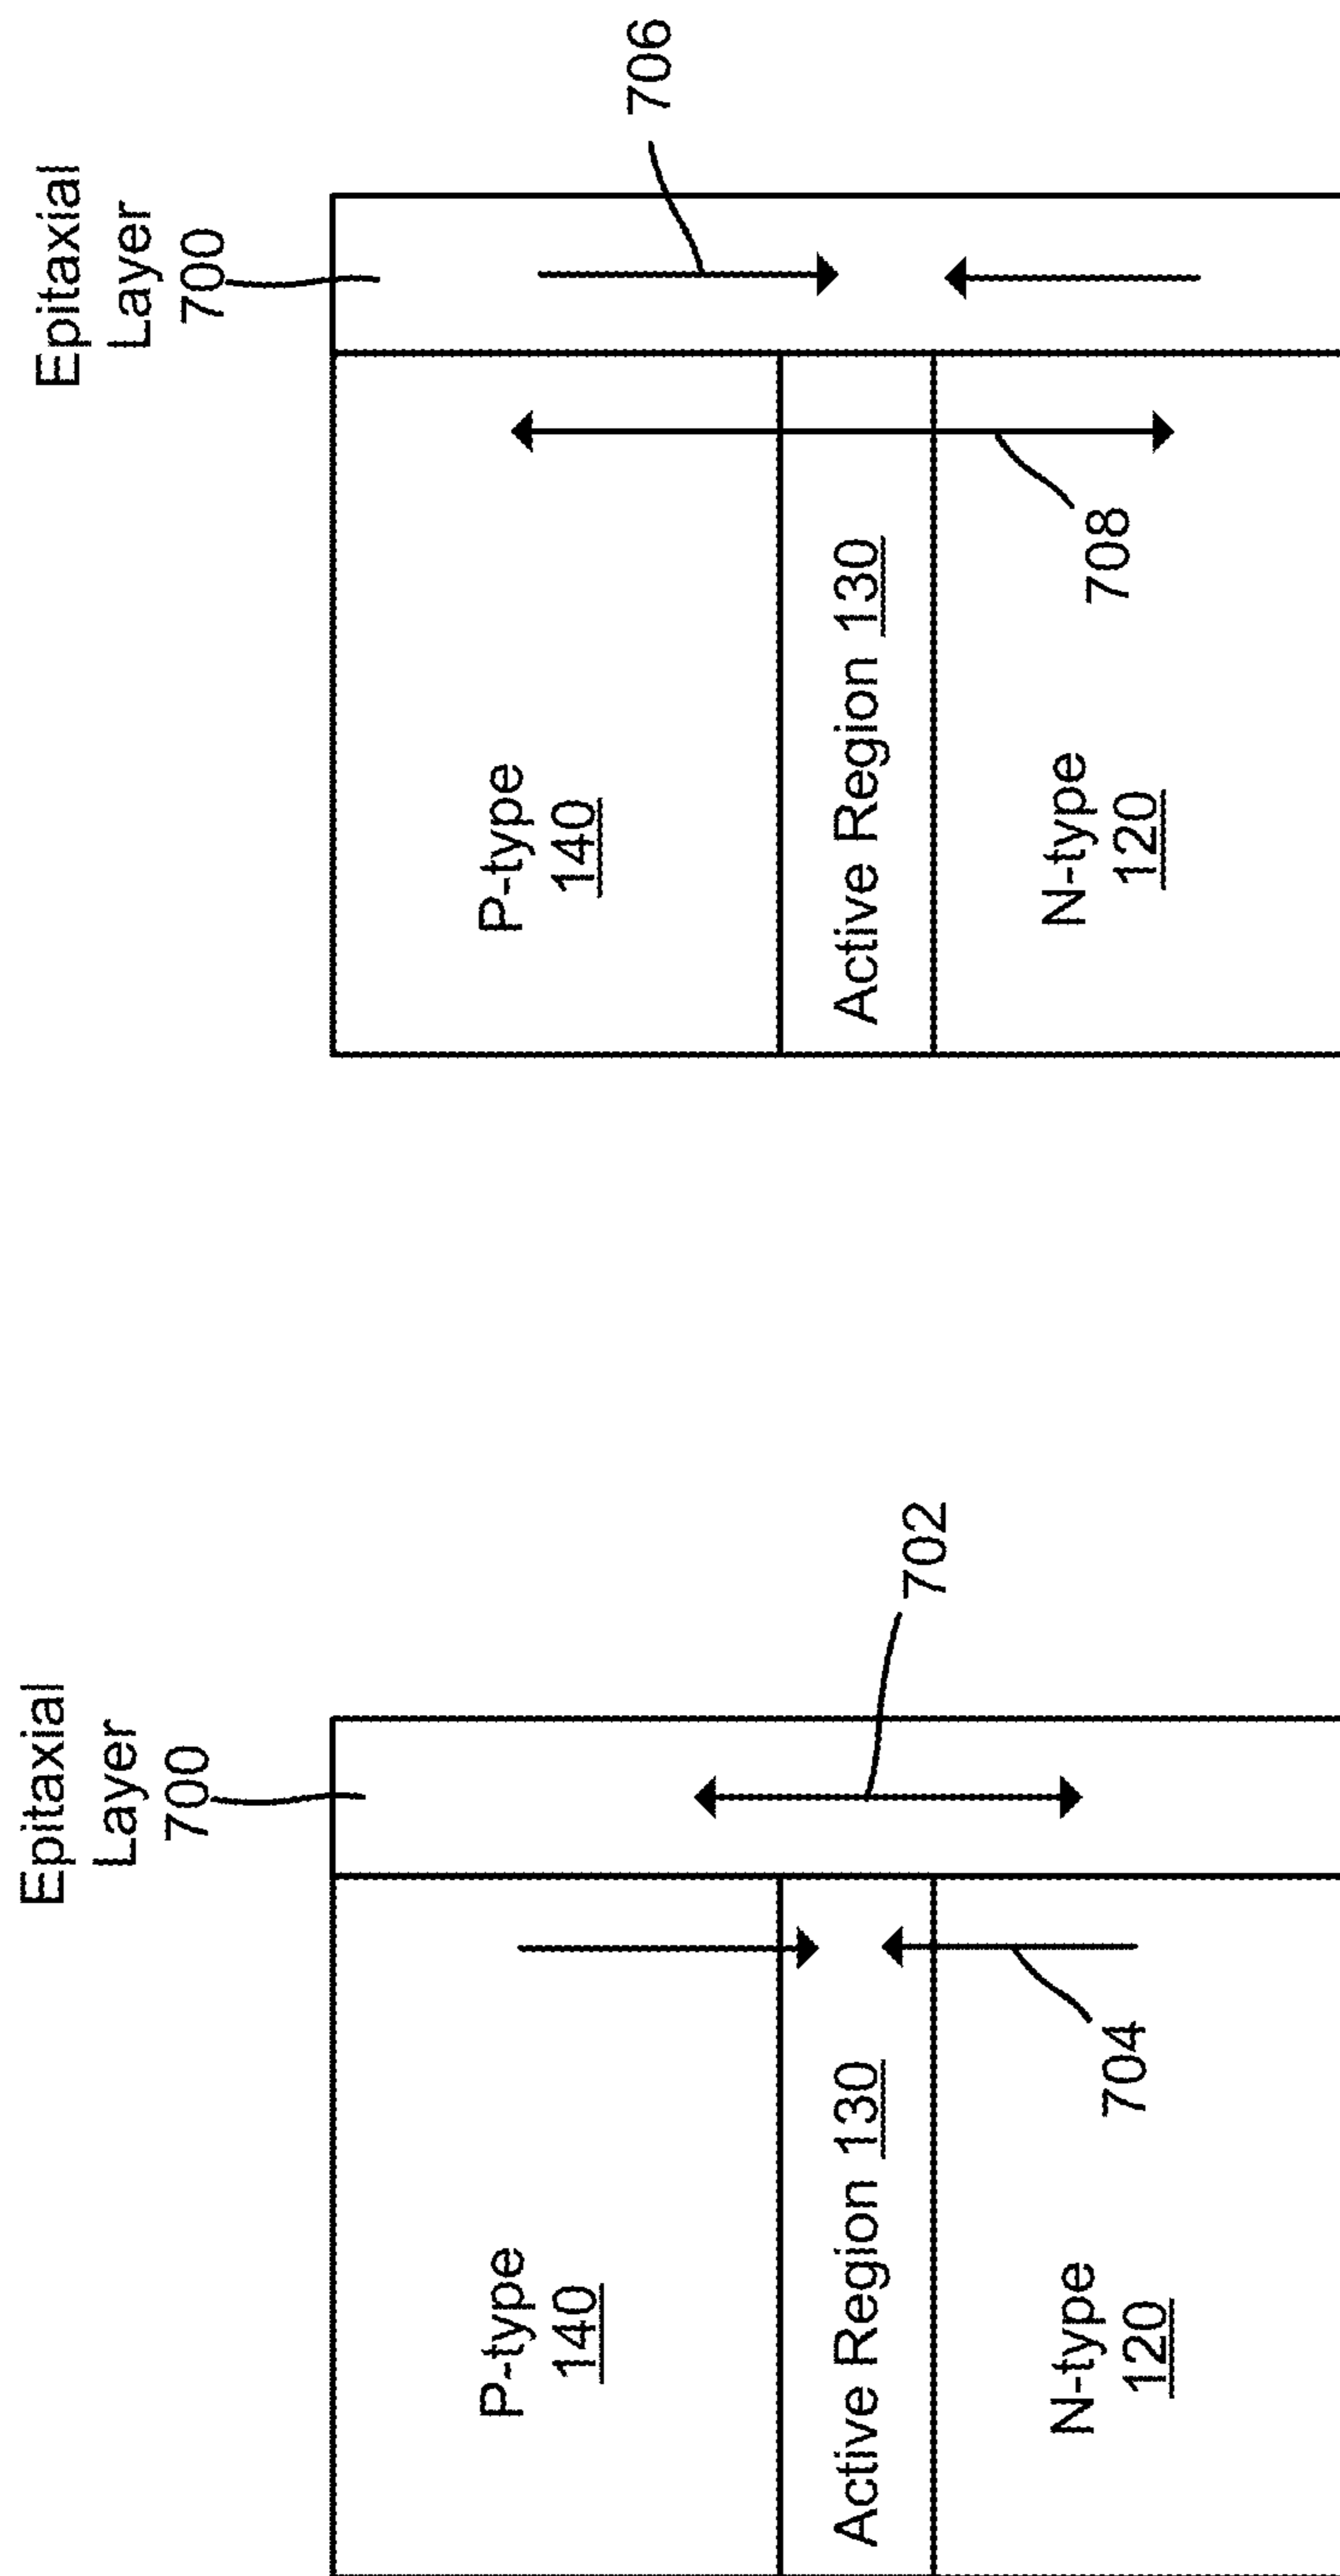 Epitaxial
Layer
700
P-type
140
Active Region 130
N-type
120
702
704
Epitaxial
Layer
700
706
P-type
140
Active Region 130
N-type
120
708